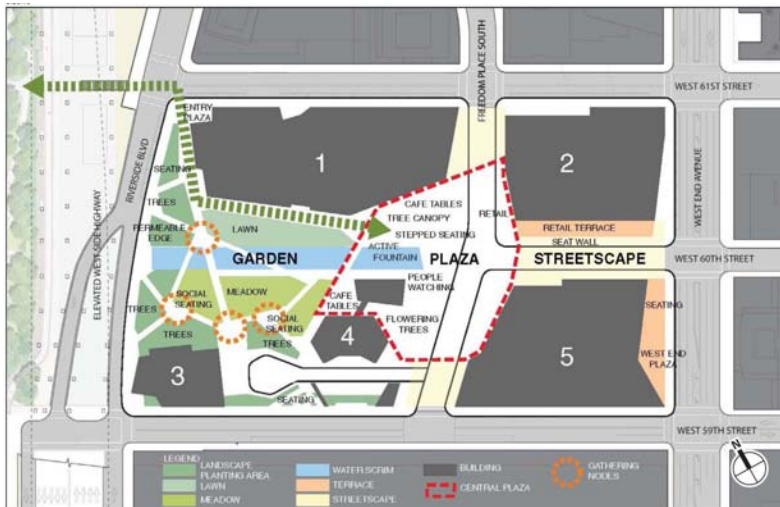 WEST 61ST STREET
FREEDOM PLACE SOUTH
ENTRY
PLAZA
1
2
RIVERSIDE BLVD
ELEVATED WEST SIDE HIGHWAY
WEST END AVENUE
SEATING
TREES
PERMEABLE
EDGE
LAWN
CAFE TABLES
TREE CANOPY
STEPPED SEATING
RETAIL
RETAIL TERRACE
SEAT WALL
ACTIVE
FOUNTAIN
GARDEN
PLAZA
STREETSCAPE
WEST 60TH STREET
PEOPLE
WATCHING
SOCIAL
SEATING
MEADOW
CAFE
TABLES
TREES
SOCIAL
SEATING
FLOWERING
TREES
SEATING
TREES
TREES
3
4
5
WEST END
PLAZA
SEATING
WEST 59TH STREET
LEGEND
LANDSCAPE
PLANTING AREA
LAWN
MEADOW
WATER SCRIM
TERRACE
STREETSCAPE
BUILDING
CENTRAL PLAZA
GATHERING
NODES
N